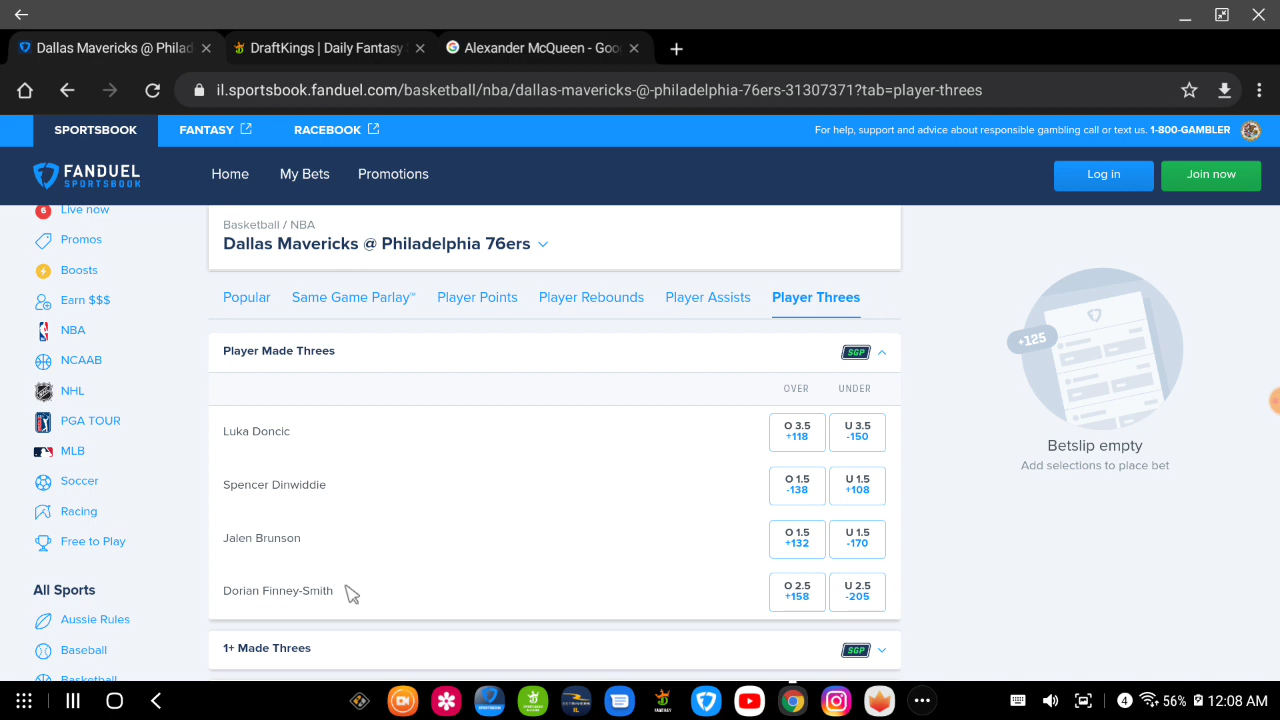 Dallas Mavericks @ Philad
DraftKings | Daily Fantasy
Alexander McQueen - Goo
il.sportsbook.fanduel.com/basketball/nba/dallas-mavericks-@-philadelphia-76ers-31307371?tab=player-threes
SPORTSBOOK FANTASY RACEBOOK For help, support and advice about responsible gambling call or text us. 1-800-GAMBLER
FANDUEL
SPORTSBOOK
Home My Bets Promotions Log in Join now
6 Live now
Promos
Boosts
Earn $$$
NBA
NCAAB
NHL
PGA TOUR
MLB
Soccer
Racing
Free to Play
All Sports
Aussie Rules
Baseball
Basketball
Basketball / NBA
Dallas Mavericks @ Philadelphia 76ers
Popular Same Game Parlay™ Player Points Player Rebounds Player Assists Player Threes
Player Made Threes SGP
OVER UNDER
Luka Doncic O 3.5 +118 U 3.5 -150
Spencer Dinwiddie O 1.5 -138 U 1.5 +108
Jalen Brunson O 1.5 +132 U 1.5 -170
Dorian Finney-Smith O 2.5 +158 U 2.5 -205
1+ Made Threes SGP
+125
Betslip empty
Add selections to place bet
4 56% 12:08 AM